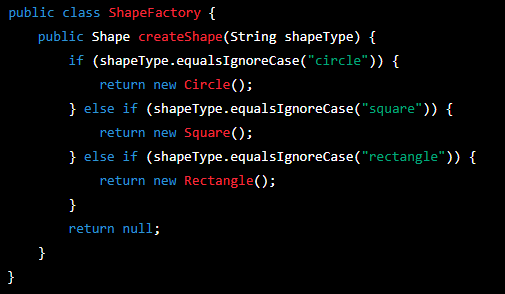 public class ShapeFactory {
    public Shape createShape(String shapeType) {
        if (shapeType.equalsIgnoreCase("circle")) {
            return new Circle();
        } else if (shapeType.equalsIgnoreCase("square")) {
            return new Square();
        } else if (shapeType.equalsIgnoreCase("rectangle")) {
            return new Rectangle();
        }
        return null;
    }
}